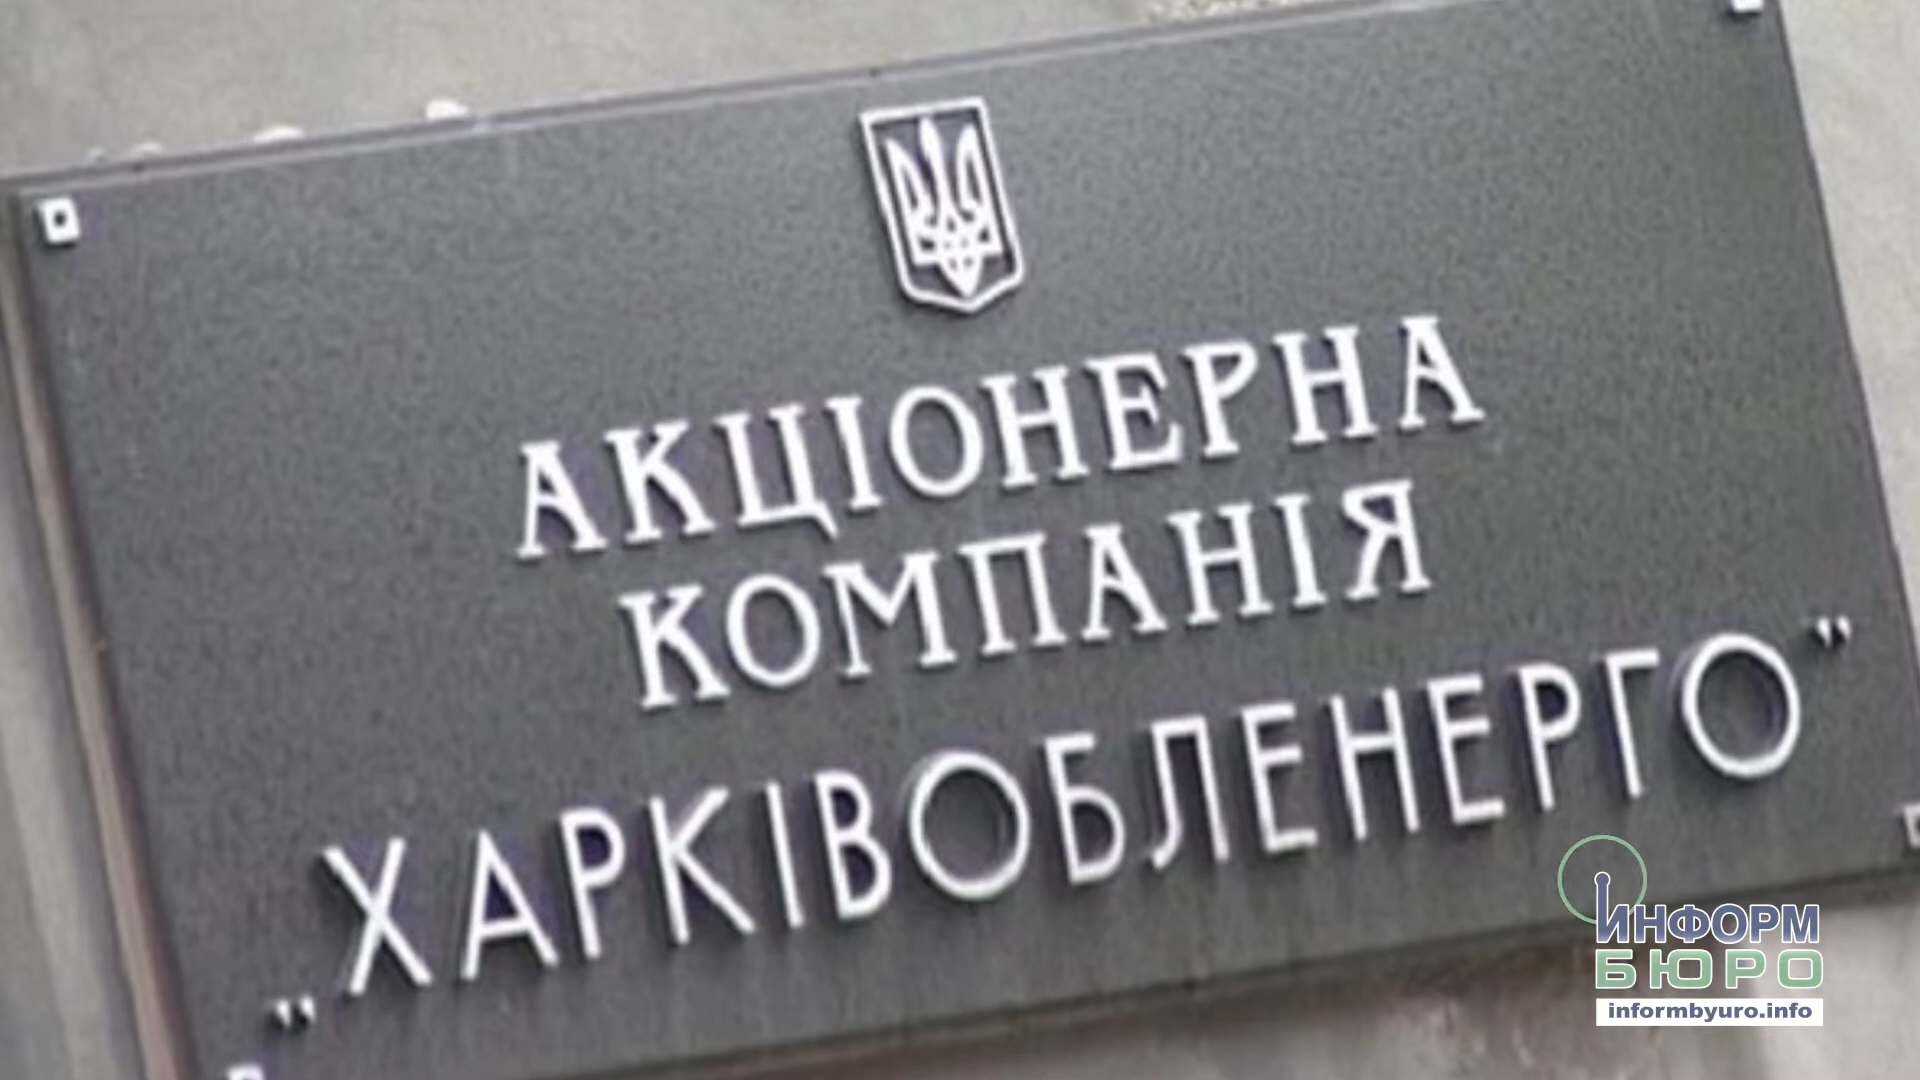 АКЦІОНЕРНА
КОМПАНІЯ
„ХАРКІВОБЛЕНЕРГО”
ИНФОРМ
БЮРО
informbyuro.info